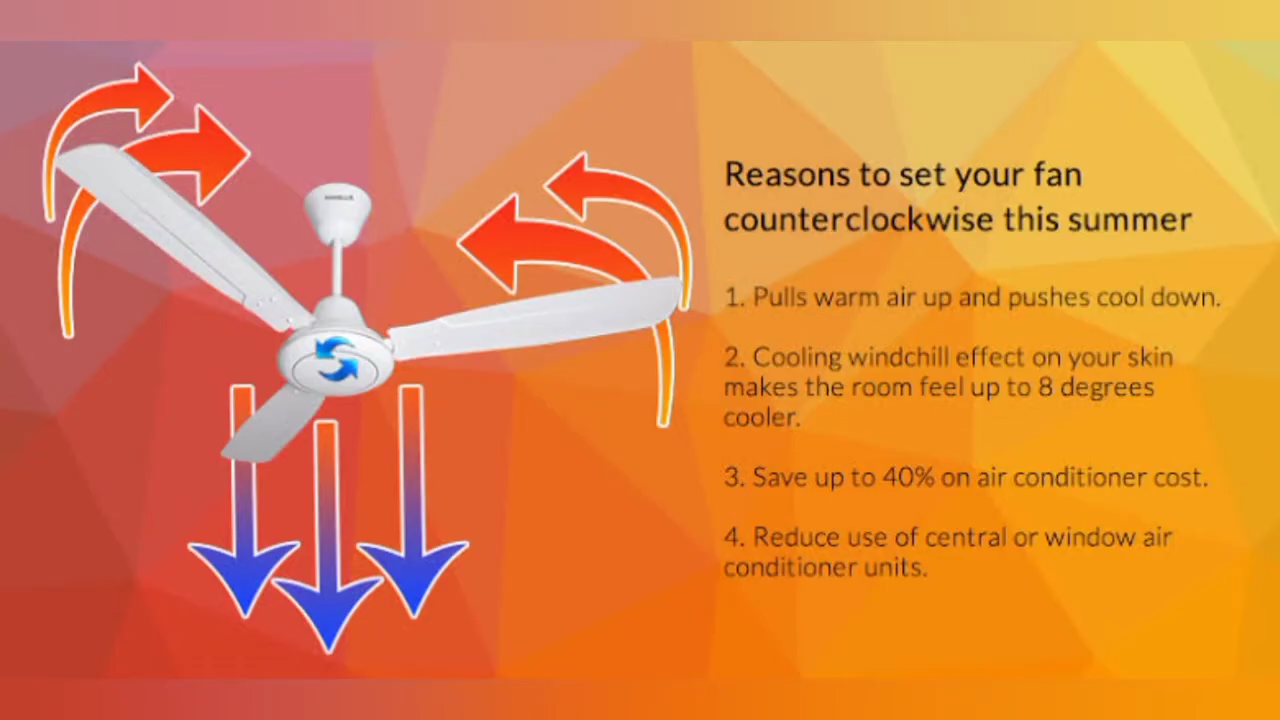 Reasons to set your fan
counterclockwise this summer
1. Pulls warm air up and pushes cool down.
2. Cooling windchill effect on your skin
makes the room feel up to 8 degrees
cooler.
3. Save up to 40% on air conditioner cost.
4. Reduce use of central or window air
conditioner units.